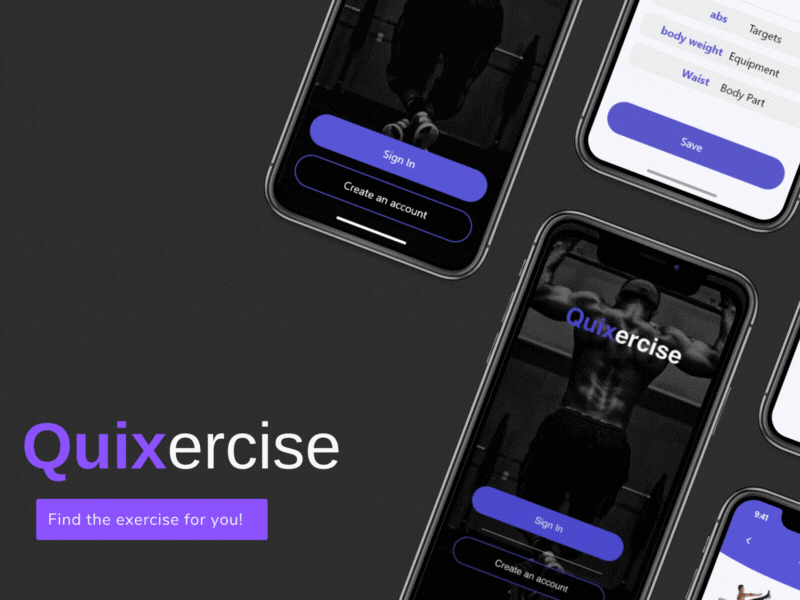 abs Targets
body weight Equipment
Waist Body Part
Save
Sign In
Create an account
Quixercise
Sign In
Create an account
9:41
Quixercise
Find the exercise for you!